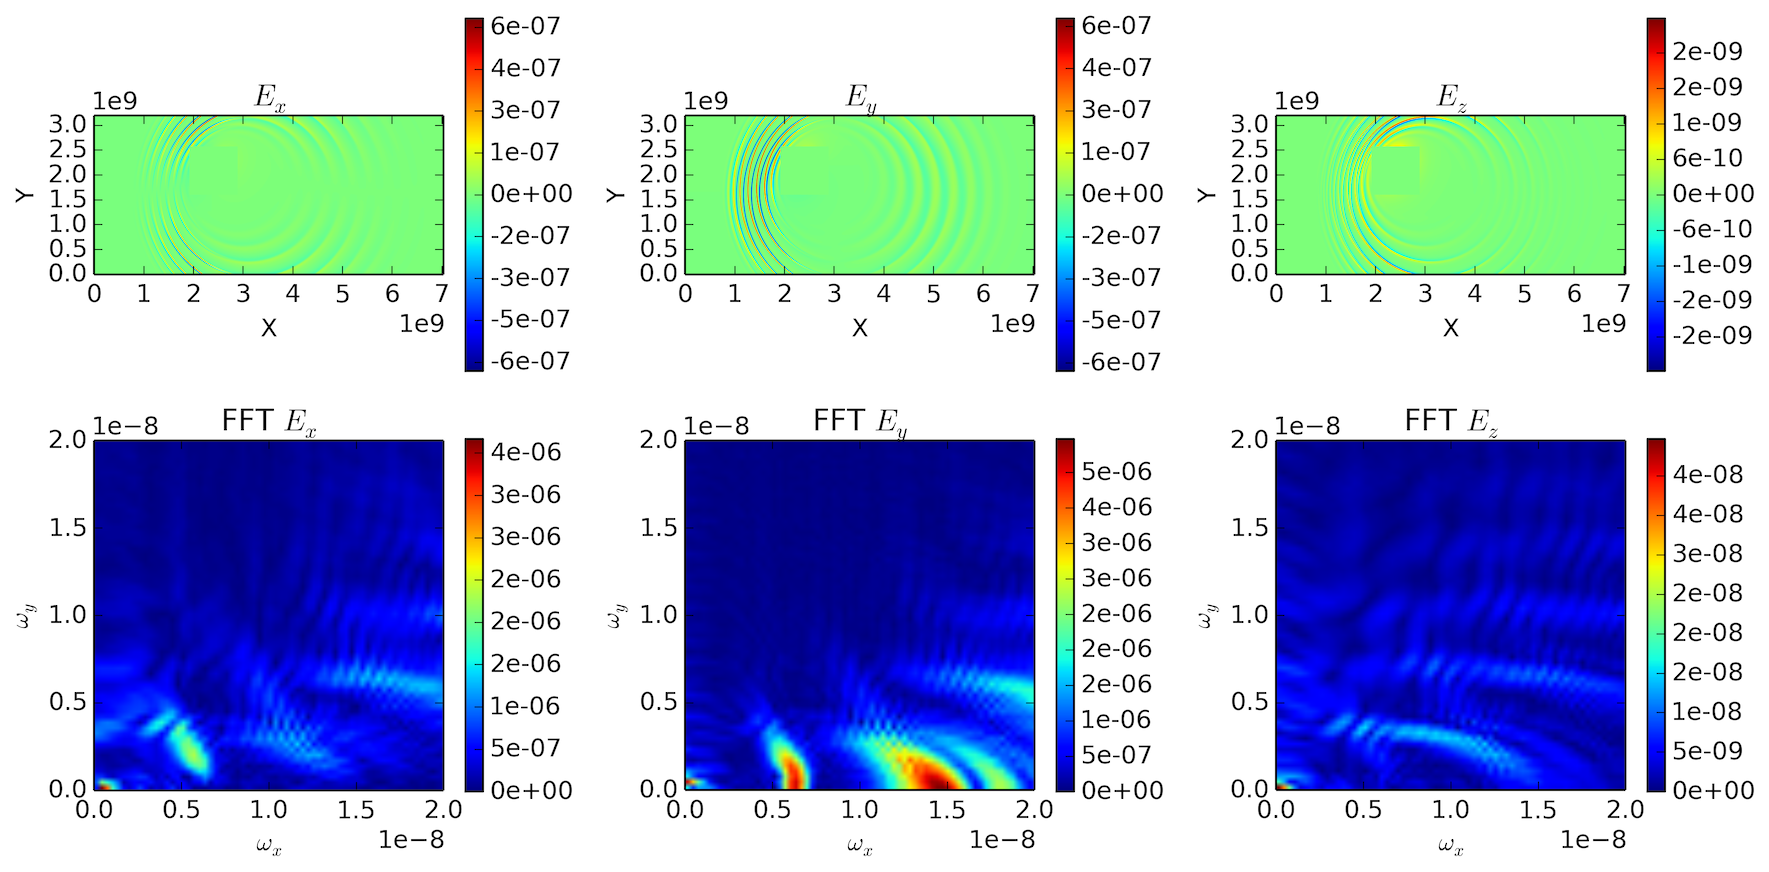 1e9 E_x
3.0
2.5
2.0
1.5
1.0
0.5
0.0
Y
0 1 2 3 4 5 6 7
X 1e9
6e-07
4e-07
3e-07
1e-07
0e+00
-2e-07
-3e-07
-5e-07
-6e-07
1e9 E_y
3.0
2.5
2.0
1.5
1.0
0.5
0.0
Y
0 1 2 3 4 5 6 7
X 1e9
6e-07
4e-07
3e-07
1e-07
0e+00
-2e-07
-3e-07
-5e-07
-6e-07
1e9 E_z
3.0
2.5
2.0
1.5
1.0
0.5
0.0
Y
0 1 2 3 4 5 6 7
X 1e9
2e-09
2e-09
1e-09
6e-10
0e+00
-6e-10
-1e-09
-2e-09
-2e-09
1e−8 FFT E_x
2.0
1.5
1.0
0.5
0.0
ω_y
0.0 0.5 1.0 1.5 2.0
ω_x 1e−8
4e-06
3e-06
3e-06
2e-06
2e-06
2e-06
1e-06
5e-07
0e+00
1e−8 FFT E_y
2.0
1.5
1.0
0.5
0.0
ω_y
0.0 0.5 1.0 1.5 2.0
ω_x 1e−8
5e-06
4e-06
4e-06
3e-06
2e-06
2e-06
1e-06
6e-07
0e+00
1e−8 FFT E_z
2.0
1.5
1.0
0.5
0.0
ω_y
0.0 0.5 1.0 1.5 2.0
ω_x 1e−8
4e-08
4e-08
3e-08
2e-08
2e-08
2e-08
1e-08
5e-09
0e+00